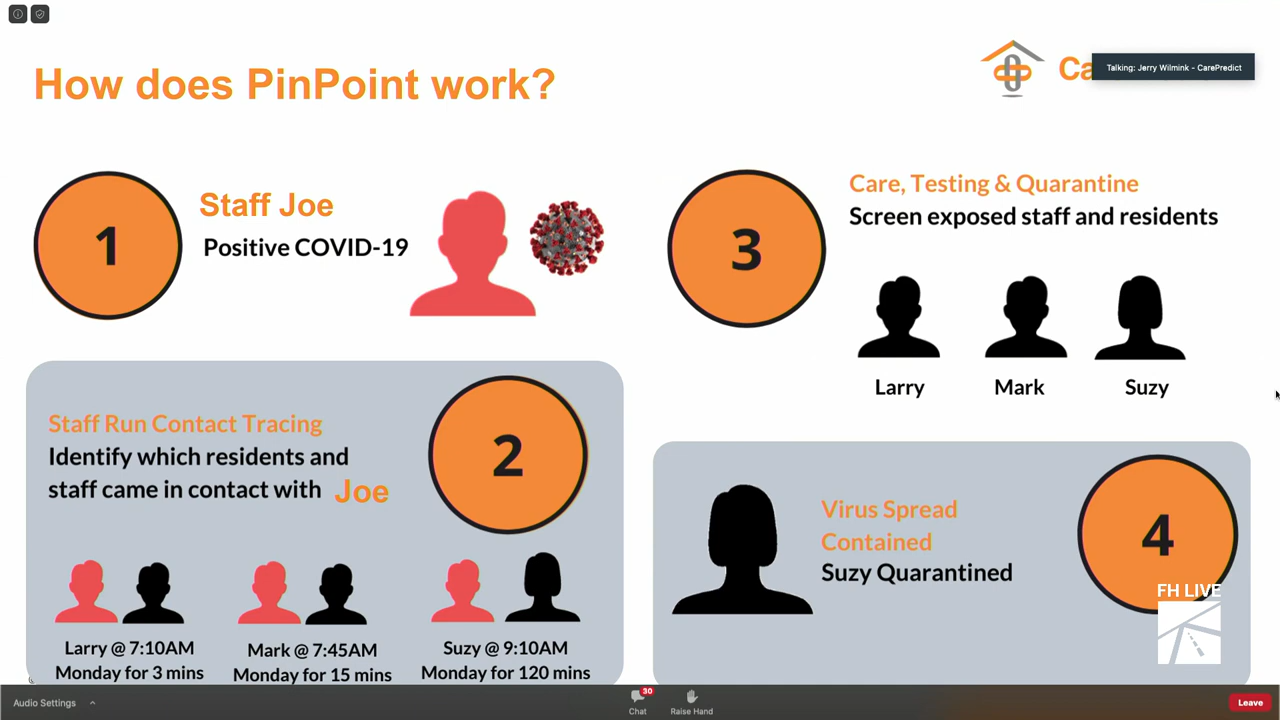 How does PinPoint work?
Ca
Talking: Jerry Wilmink - CarePredict
1
Staff Joe
Positive COVID-19
Staff Run Contact Tracing
Identify which residents and
staff came in contact with Joe
2
Larry @ 7:10AM
Monday for 3 mins
Mark @ 7:45AM
Monday for 15 mins
Suzy @ 9:10AM
Monday for 120 mins
3
Care, Testing & Quarantine
Screen exposed staff and residents
Larry
Mark
Suzy
Virus Spread
Contained
Suzy Quarantined
4
FH LIVE
Audio Settings
30
Chat
Raise Hand
Leave